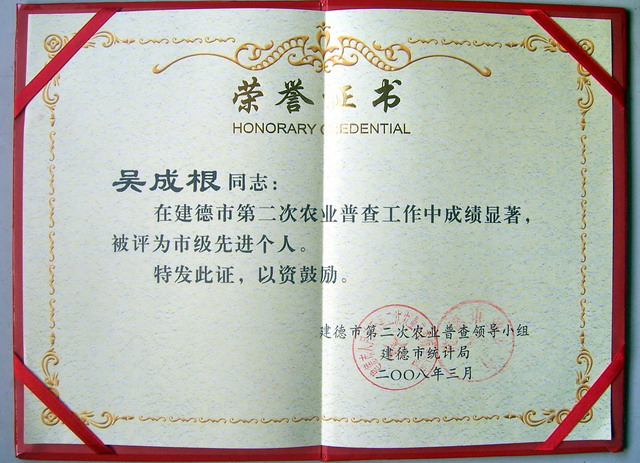 荣誉证书
HONORARY CREDENTIAL
吴成根同志：
在建德市第二次农业普查工作中成绩显著，
被评为市级先进个人。
特发此证，以资鼓励。
建德市第二次农业普查领导小组
建德市统计局
二〇〇八年三月